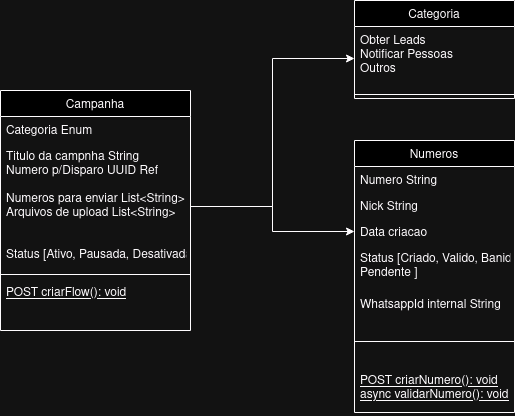 Categoria
Obter Leads
Notificar Pessoas
Outros
Campanha
Categoria Enum
Titulo da campnha String
Numero p/Disparo UUID Ref
Numeros para enviar List<String>
Arquivos de upload List<String>
Status [Ativo, Pausada, Desativad
POST criarFlow(): void
Numeros
Numero String
Nick String
Data criacao
Status [Criado, Valido, Banid
Pendente ]
WhatsappId internal String
POST criarNumero(): void
async validarNumero(): void